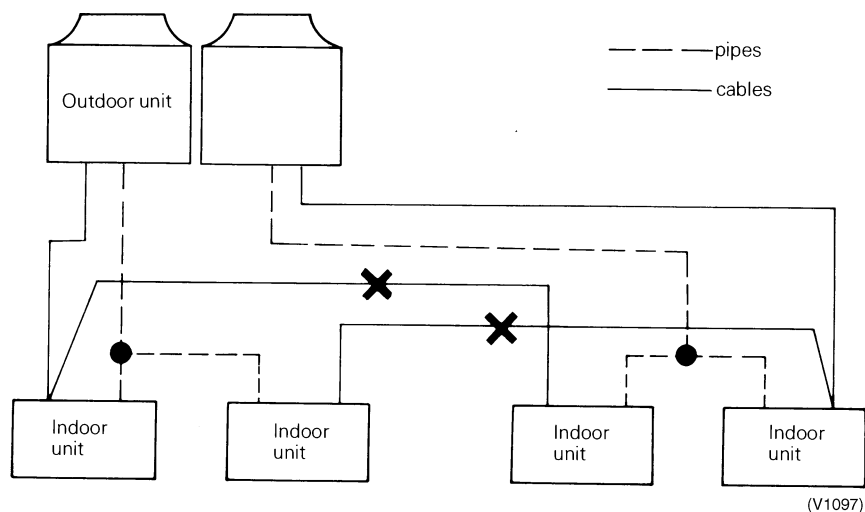 pipes
cables
Outdoor unit
Indoor
unit
Indoor
unit
Indoor
unit
Indoor
unit
(V1097)